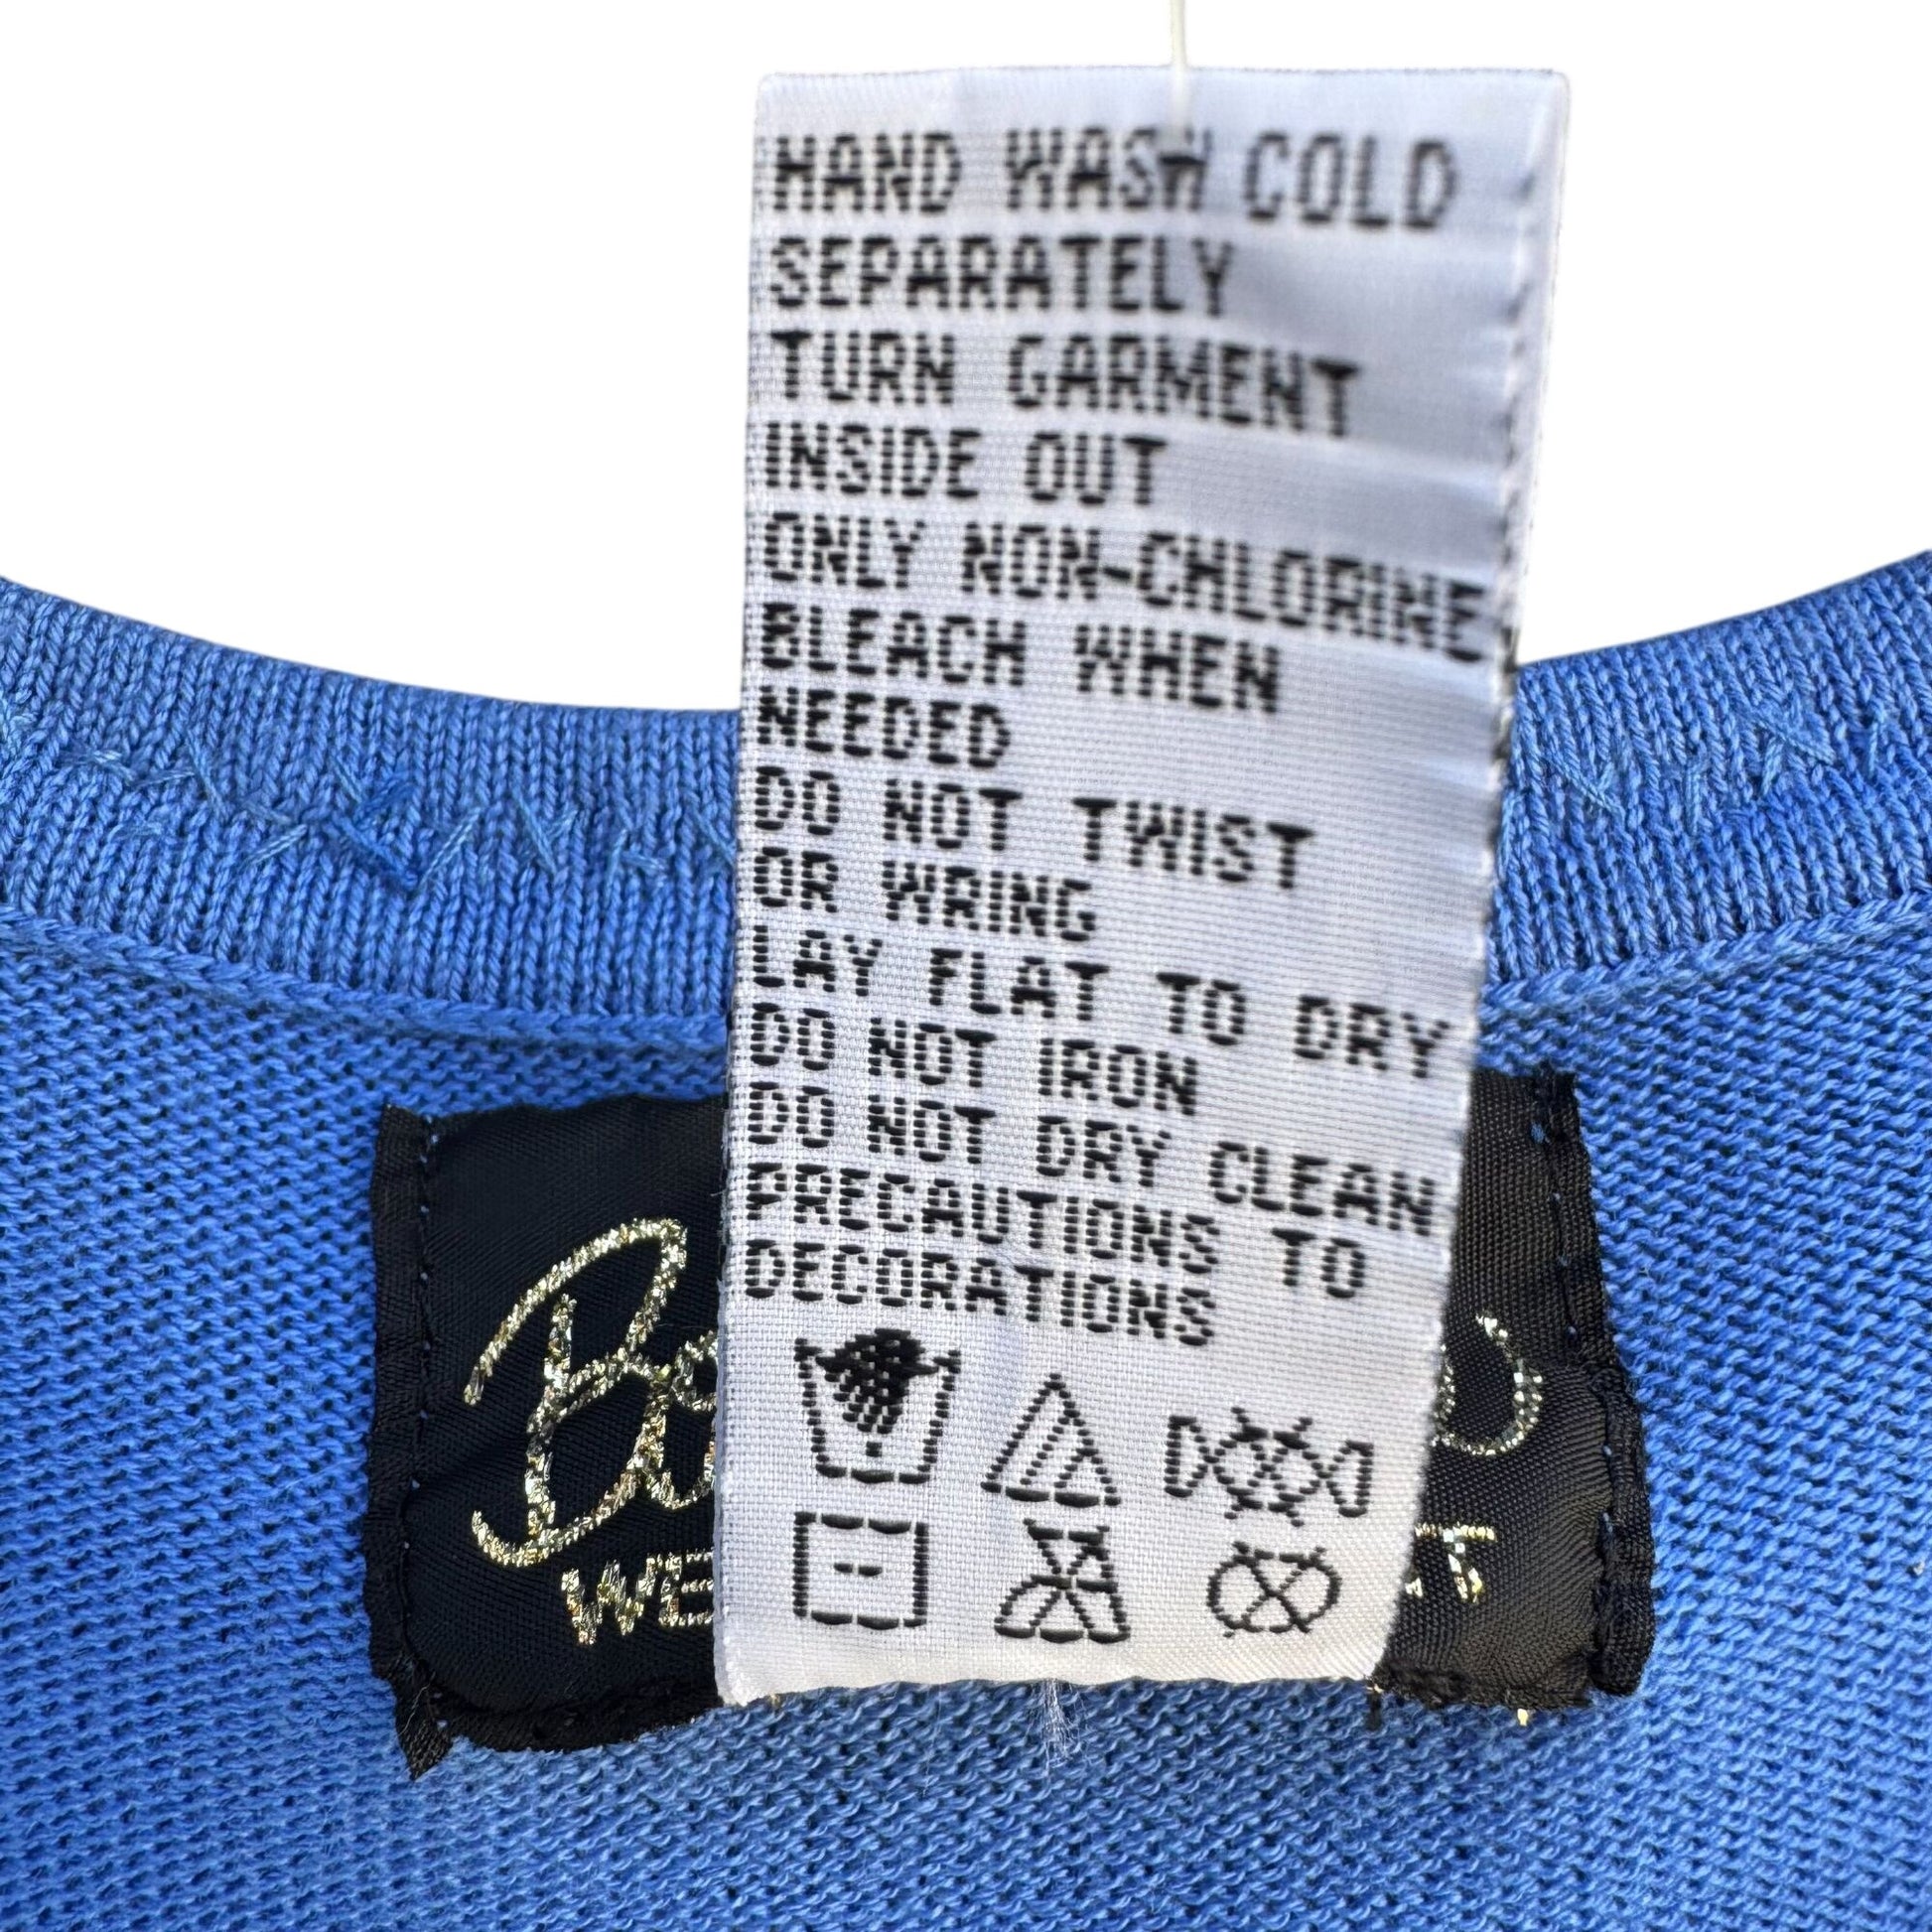 HAND WASH COLD
SEPARATELY
TURN GARMENT
INSIDE OUT
ONLY NON-CHLORINE
BLEACH WHEN
NEEDED
DO NOT TWIST
OR WRING
LAY FLAT TO DRY
DO NOT IRON
DO NOT DRY CLEAN
PRECAUTIONS TO
DECORATIONS